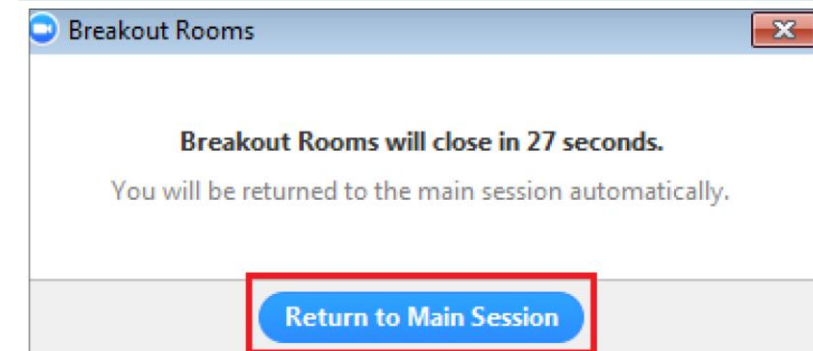 Breakout Rooms
Breakout Rooms will close in 27 seconds.
You will be returned to the main session automatically.
Return to Main Session